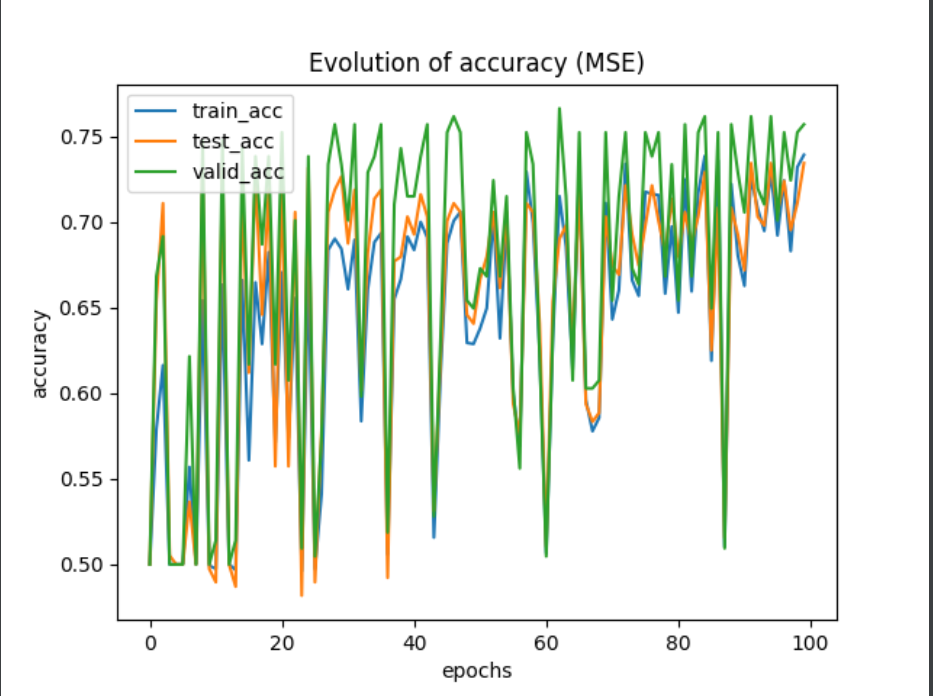 Evolution of accuracy (MSE)
train_acc
test_acc
valid_acc
0.75
0.70
0.65
0.60
0.55
0.50
accuracy
0 20 40 60 80 100
epochs